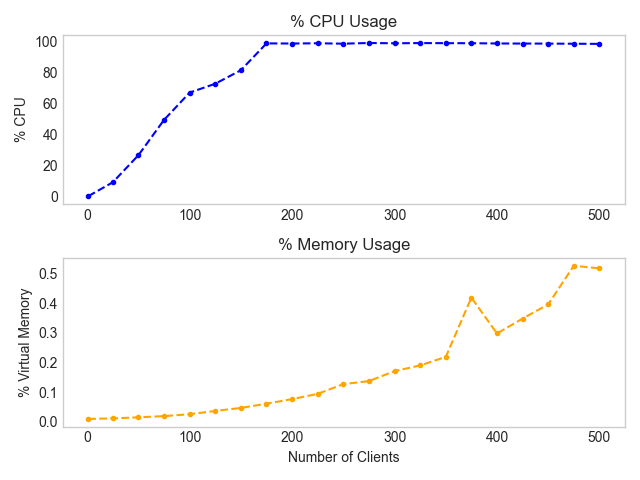 % CPU Usage
% CPU
100
80
60
40
20
0
0 100 200 300 400 500
% Memory Usage
% Virtual Memory
0.5
0.4
0.3
0.2
0.1
0.0
0 100 200 300 400 500
Number of Clients